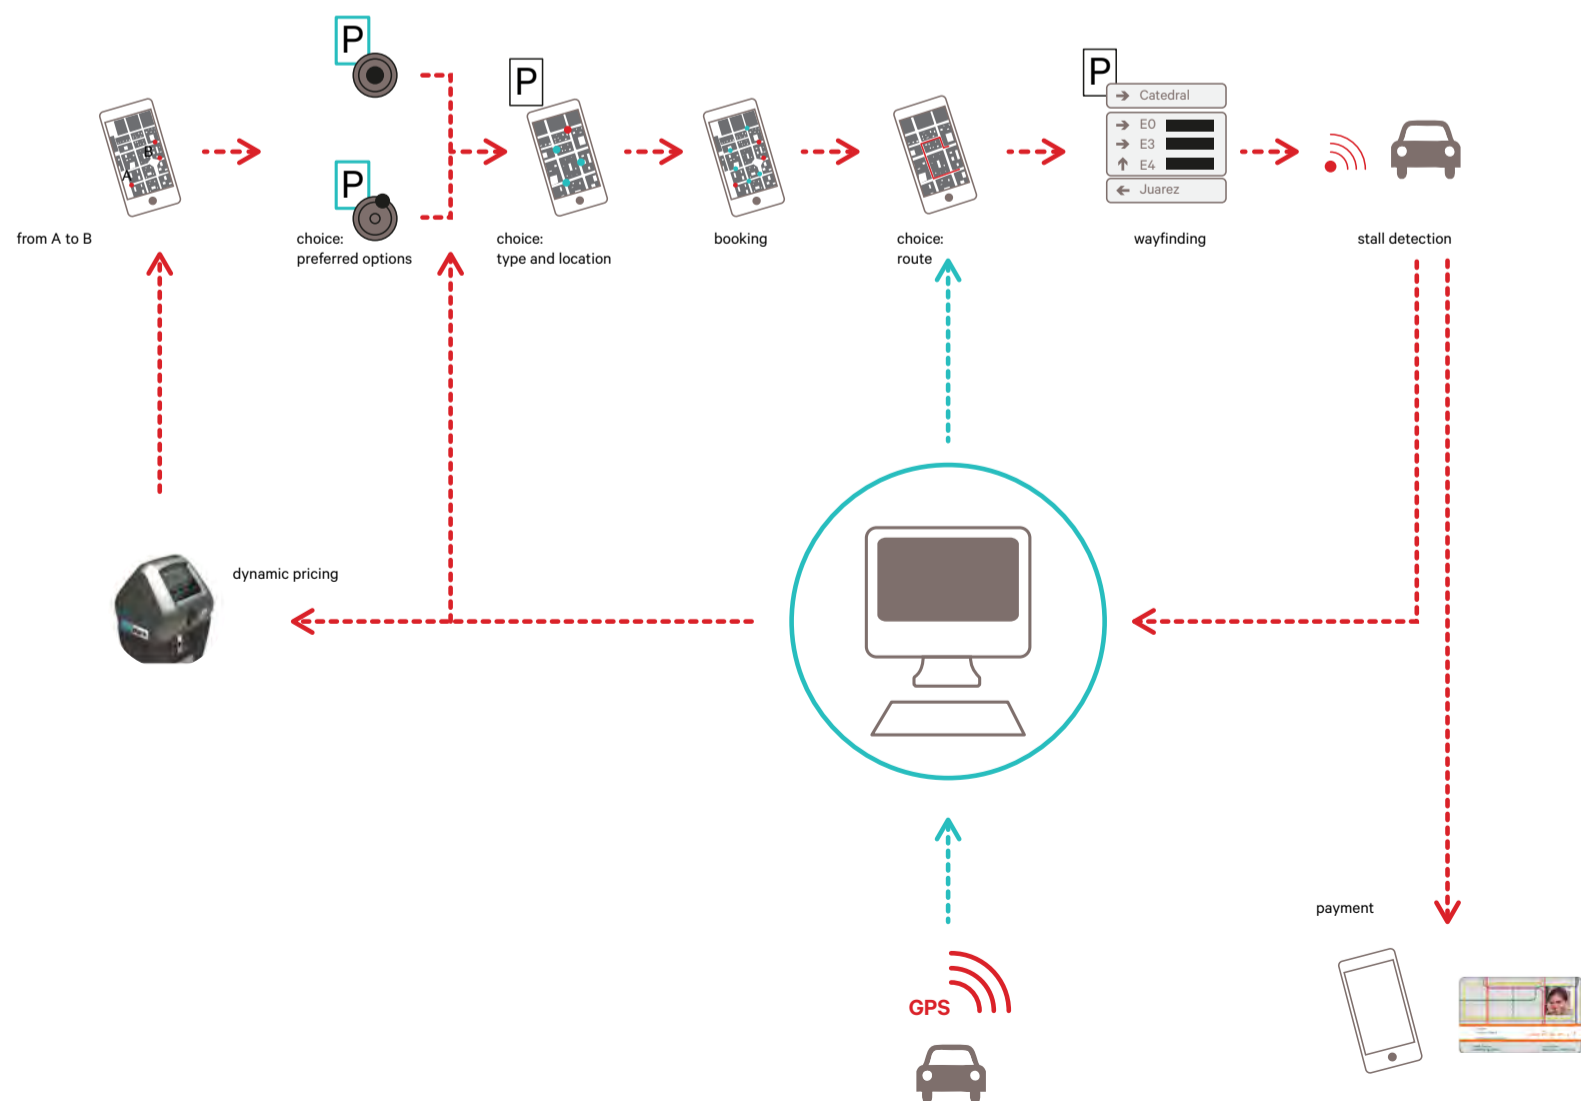 P
P
P
P
→ Catedral
→ E0
→ E3
↑ E4
← Juarez
B
A
from A to B
choice:
preferred options
choice:
type and location
booking
choice:
route
wayfinding
stall detection
dynamic pricing
payment
GPS